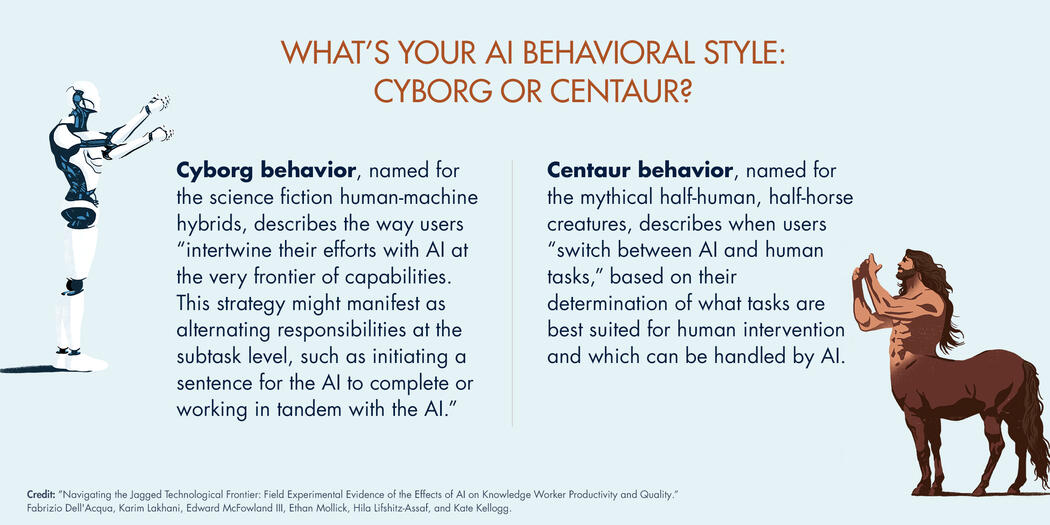 WHAT’S YOUR AI BEHAVIORAL STYLE:
CYBORG OR CENTAUR?
Cyborg behavior, named for
the science fiction human-machine
hybrids, describes the way users
“intertwine their efforts with AI at
the very frontier of capabilities.
This strategy might manifest as
alternating responsibilities at the
subtask level, such as initiating a
sentence for the AI to complete or
working in tandem with the AI.”
Centaur behavior, named for
the mythical half-human, half-horse
creatures, describes when users
“switch between AI and human
tasks,” based on their
determination of what tasks are
best suited for human intervention
and which can be handled by AI.
Credit: “Navigating the Jagged Technological Frontier: Field Experimental Evidence of the Effects of AI on Knowledge Worker Productivity and Quality.”
Fabrizio Dell'Acqua, Karim Lakhani, Edward McFowland III, Ethan Mollick, Hila Lifshitz-Assaf, and Kate Kellogg.